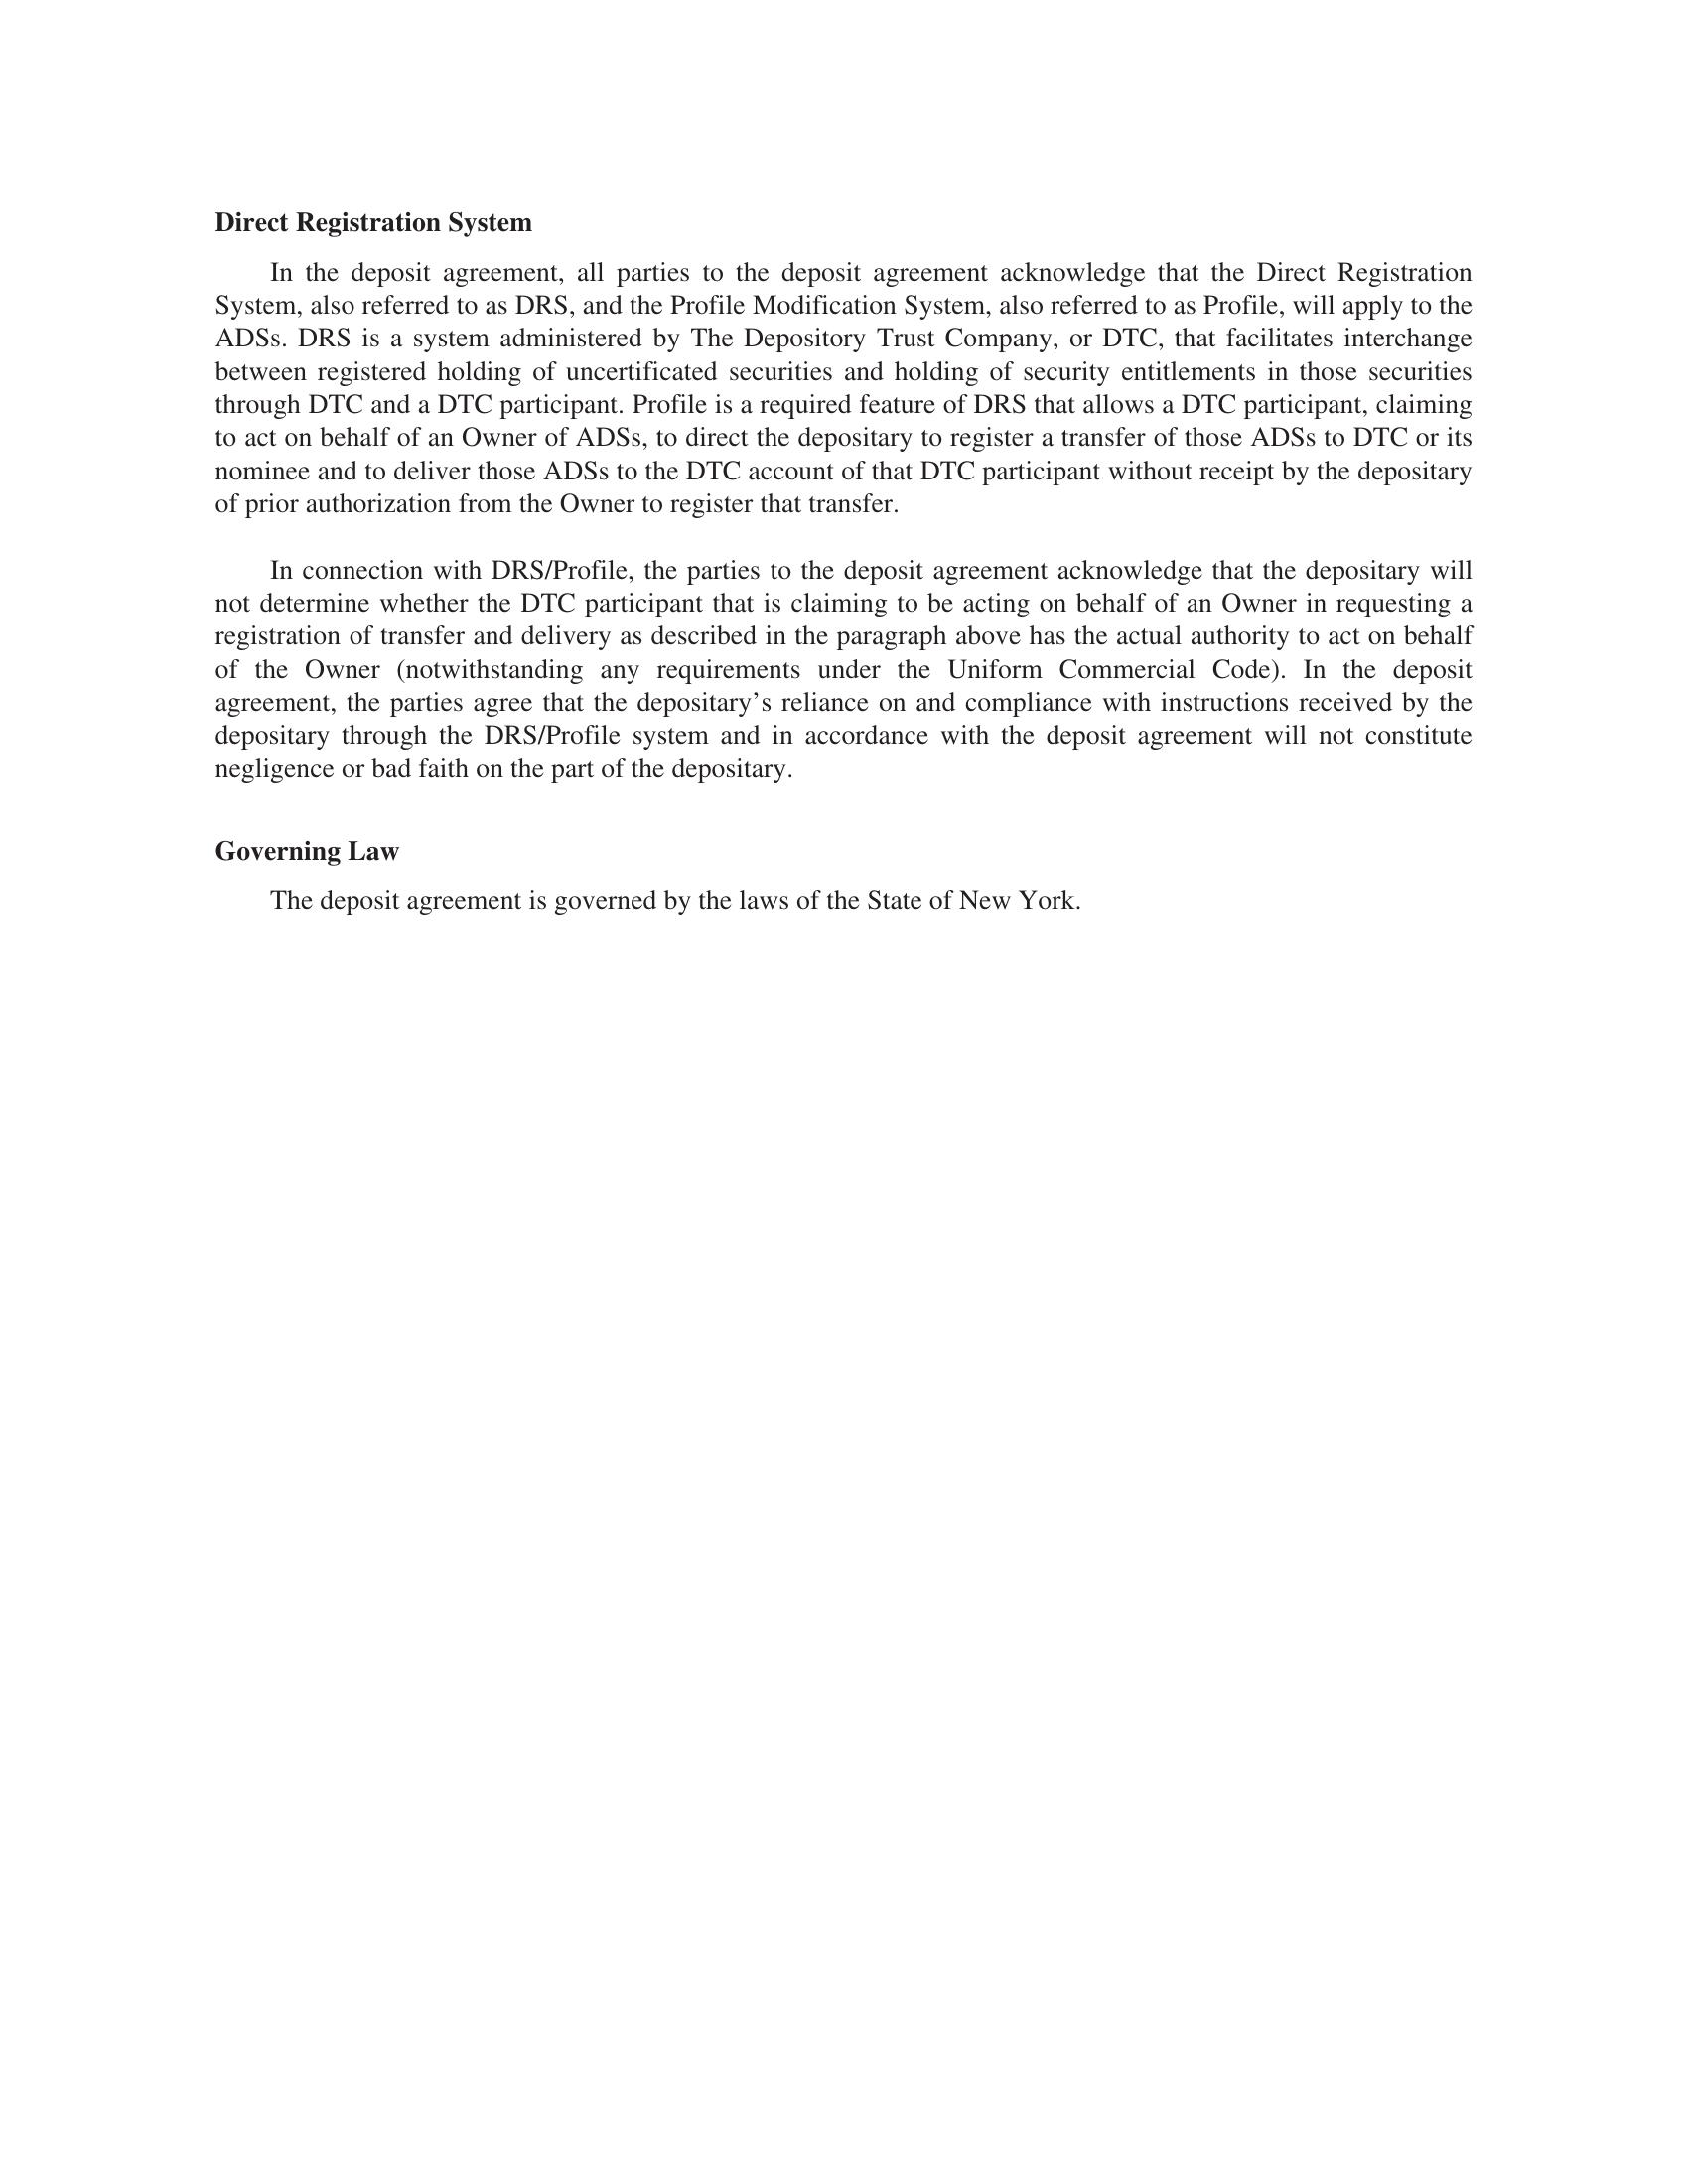 Direct Registration System
In the deposit agreement, all parties to the deposit agreement acknowledge that the Direct Registration
System, also referred to as DRS, and the Profile Modification System, also referred to as Profile, will apply to the
ADSs. DRS is a system administered by The Depository Trust Company, or DTC, that facilitates interchange
between registered holding of uncertificated securities and holding of security entitlements in those securities
through DTC and a DTC participant. Profile is a required feature of DRS that allows a DTC participant, claiming
to act on behalf of an Owner of ADSs, to direct the depositary to register a transfer of those ADSs to DTC or its
nominee and to deliver those ADSs to the DTC account of that DTC participant without receipt by the depositary
of prior authorization from the Owner to register that transfer.
In connection with DRS/Profile, the parties to the deposit agreement acknowledge that the depositary will
not determine whether the DTC participant that is claiming to be acting on behalf of an Owner in requesting a
registration of transfer and delivery as described in the paragraph above has the actual authority to act on behalf
of the Owner (notwithstanding any requirements under the Uniform Commercial Code). In the deposit
agreement, the parties agree that the depositary’s reliance on and compliance with instructions received by the
depositary through the DRS/Profile system and in accordance with the deposit agreement will not constitute
negligence or bad faith on the part of the depositary.
Governing Law
The deposit agreement is governed by the laws of the State of New York.